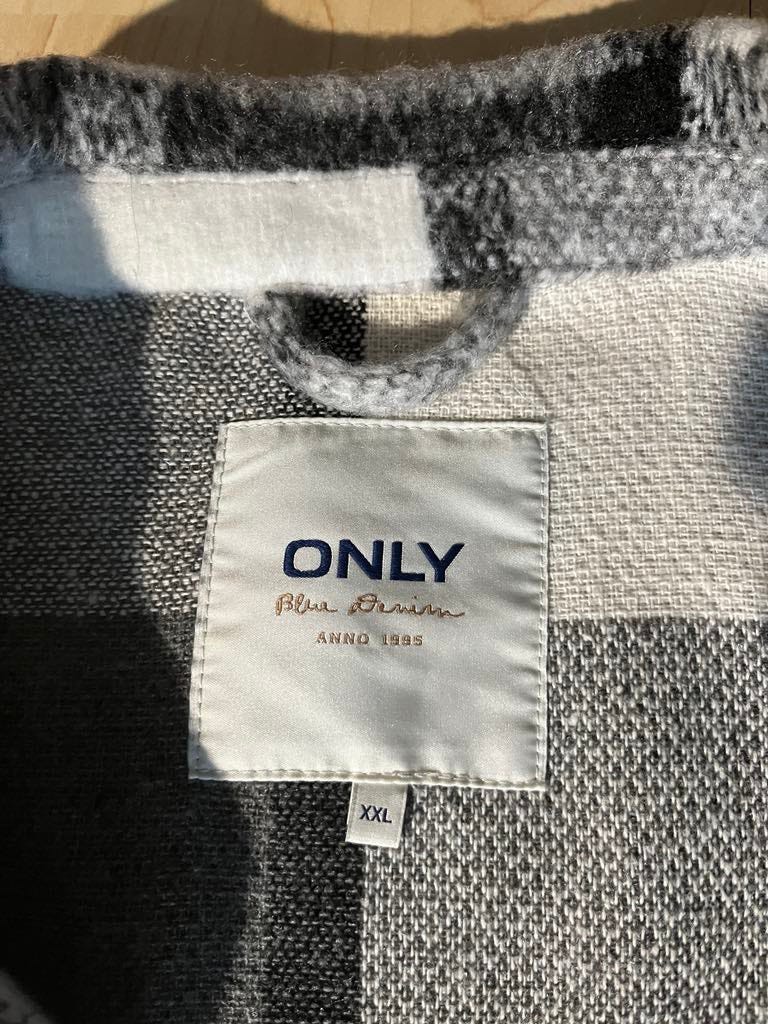 ONLY
Blue Denim
ANNO 1995
XXL